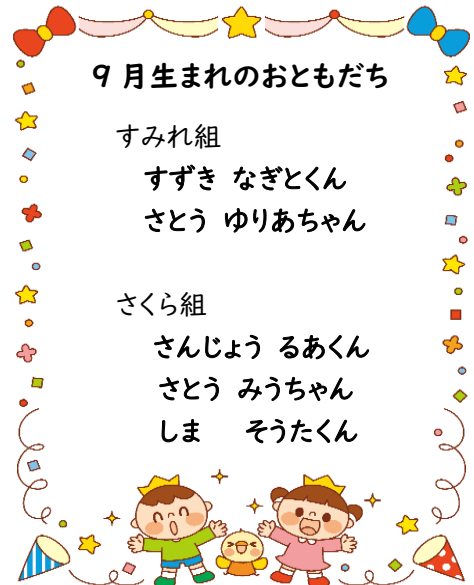 9月生まれのおともだち
すみれ組
すずき なぎとくん
さとう ゆりあちゃん
さくら組
さんじょう るあくん
さとう みうちゃん
しま そうたくん